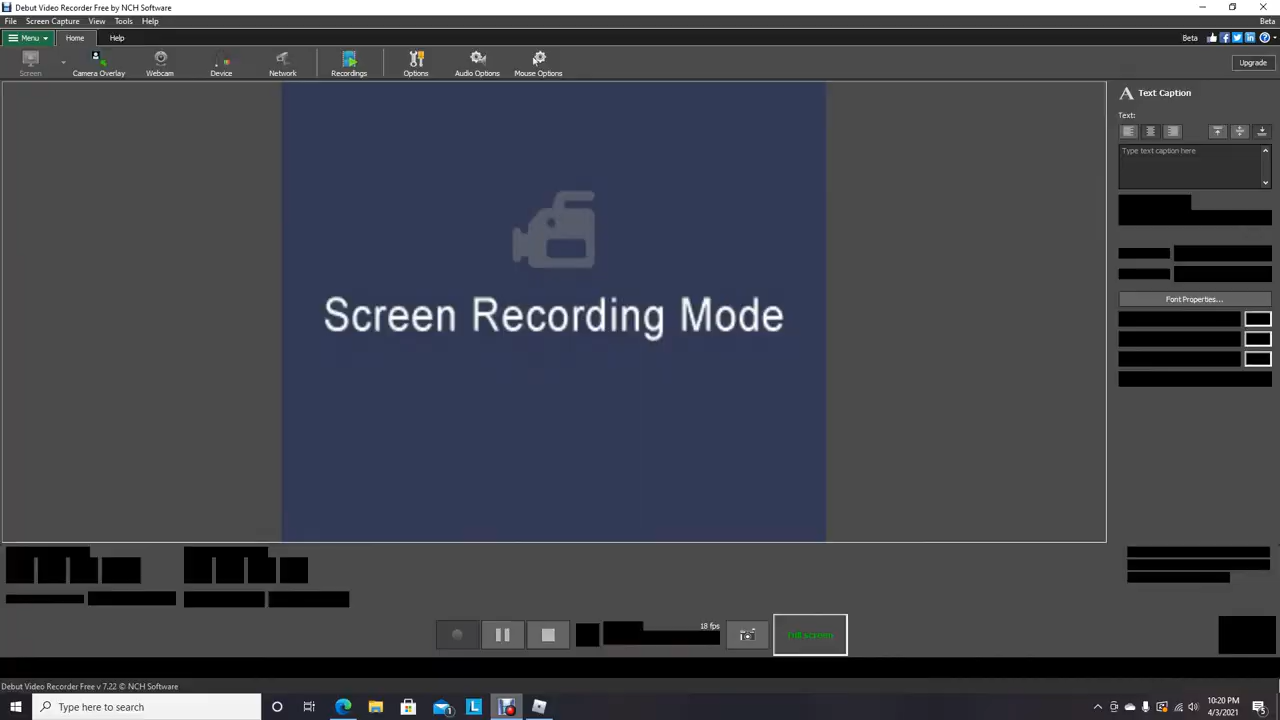 Debut Video Recorder Free by NCH Software
File Screen Capture View Tools Help
Beta
Menu Home Help
Beta
Screen Camera Overlay Webcam Device Network Recordings Options Audio Options Mouse Options
Upgrade
Text Caption
Text:
Type text caption here
Screen Recording Mode
Font Properties...
18 fps
Full screen
Debut Video Recorder Free v 7.22 © NCH Software
Type here to search
10:20 PM
4/3/2021